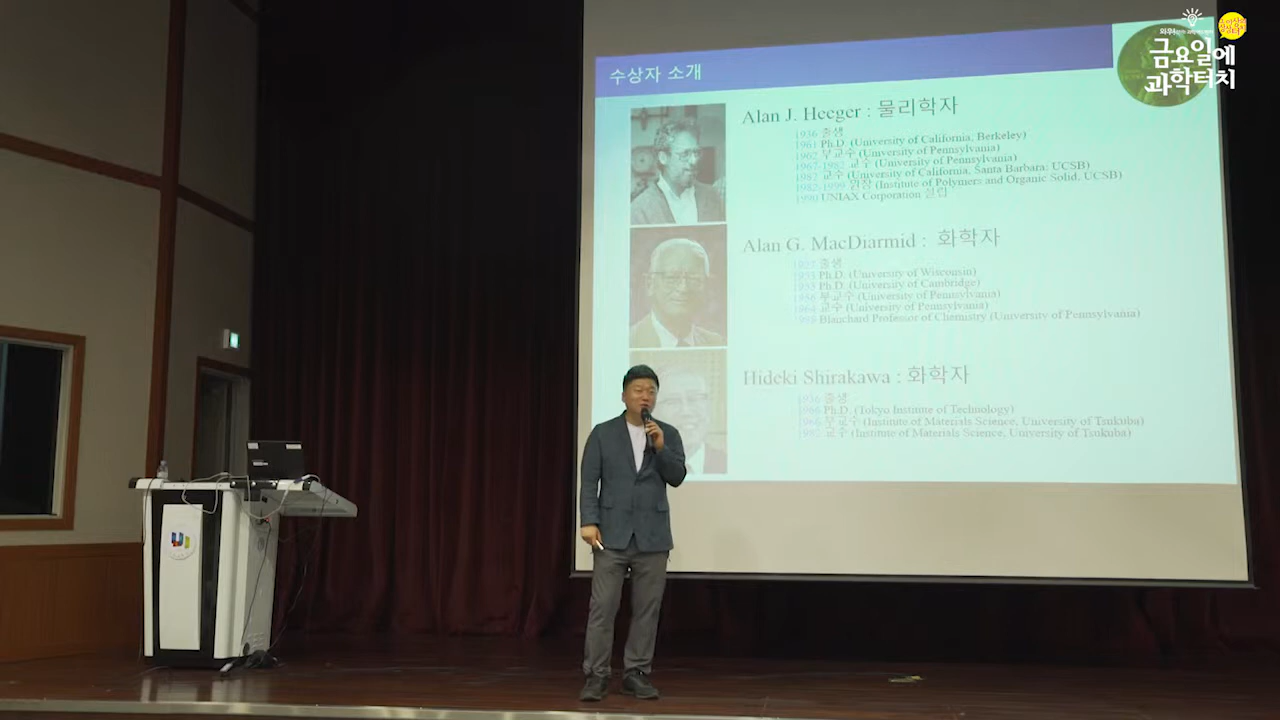 금요일에
과학터치
수상자 소개
Alan J. Heeger : 물리학자
1936 출생
1961 Ph.D. (University of California, Berkeley)
1962 부교수 (University of Pennsylvania)
1967-1982 교수 (University of Pennsylvania)
1982 교수 (University of California, Santa Barbara: UCSB)
1982-1999 원장 (Institute of Polymers and Organic Solid, UCSB)
1990 UNIAX Corporation 설립
Alan G. MacDiarmid : 화학자
1927 출생
1953 Ph.D. (University of Wisconsin)
1955 Ph.D. (University of Cambridge)
부교수 (University of Pennsylvania)
1964 교수 (University of Pennsylvania)
Blanchard Professor of Chemistry (University of Pennsylvania)
Hideki Shirakawa : 화학자
1936 출생
1966 Ph.D. (Tokyo Institute of Technology)
1966 부교수 (Institute of Materials Science, University of Tsukuba)
교수 (Institute of Materials Science, University of Tsukuba)